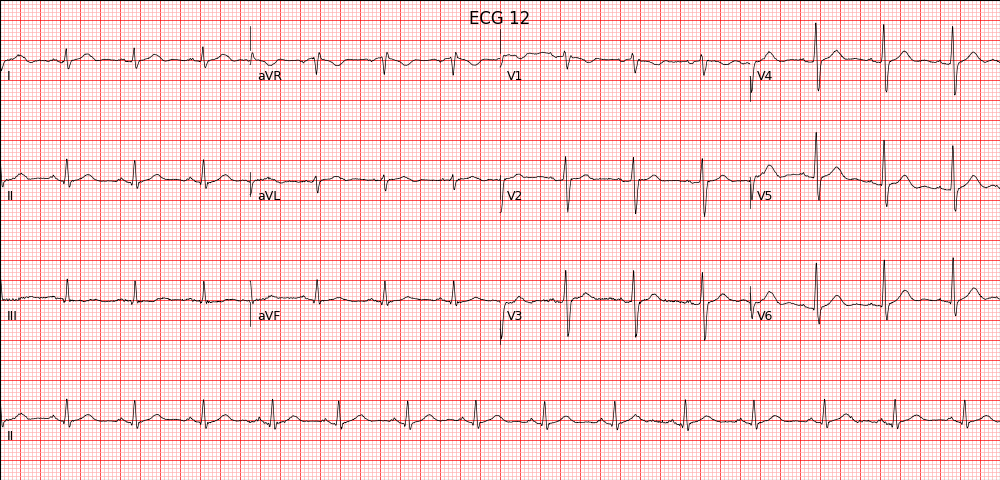 ECG 12
I aVR V1 V4
II aVL V2 V5
III aVF V3 V6
II